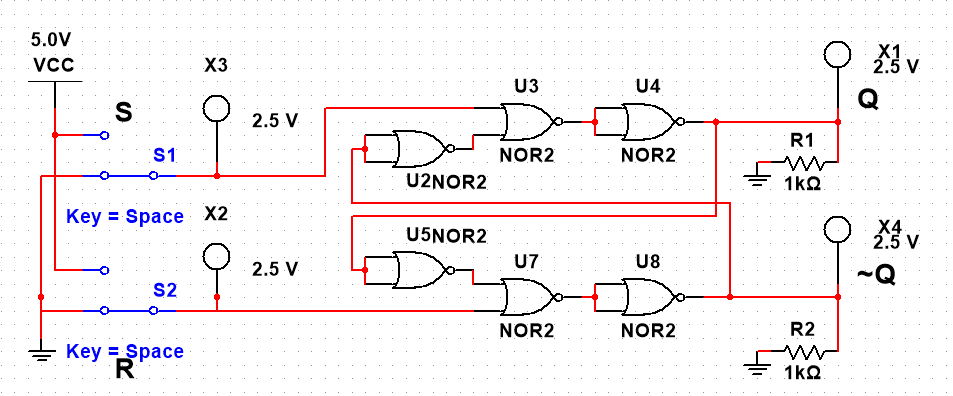 5.0V
VCC
X3
2.5 V
S
S1
Key = Space
X2
2.5 V
S2
Key = Space
R
U3
NOR2
U4
NOR2
U2NOR2
U5NOR2
U7
NOR2
U8
NOR2
X1
2.5 V
Q
R1
1kΩ
X4
2.5 V
~Q
R2
1kΩ